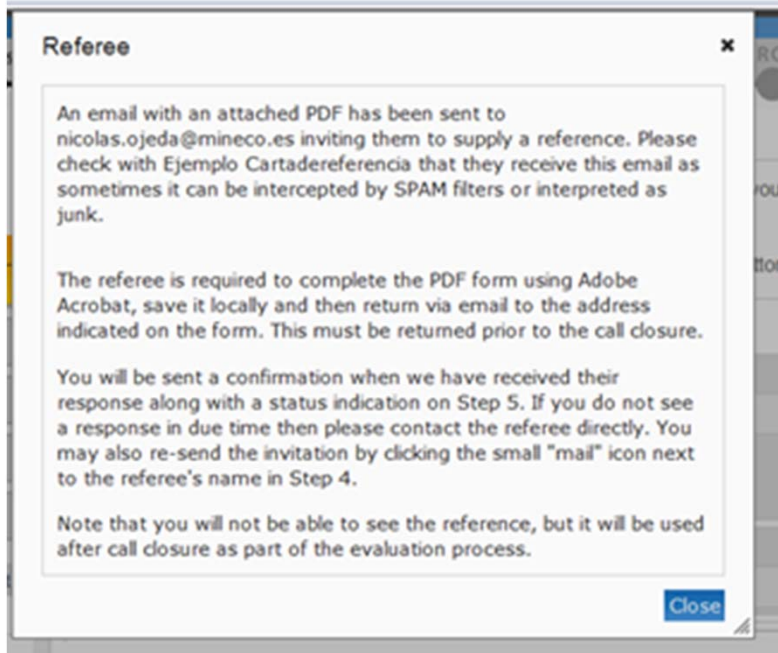 Referee
An email with an attached PDF has been sent to
nicolas.ojeda@mineco.es inviting them to supply a reference. Please
check with Ejemplo Cartadereferencia that they receive this email as
sometimes it can be intercepted by SPAM filters or interpreted as
junk.
The referee is required to complete the PDF form using Adobe
Acrobat, save it locally and then return via email to the address
indicated on the form. This must be returned prior to the call closure.
You will be sent a confirmation when we have received their
response along with a status indication on Step 5. If you do not see
a response in due time then please contact the referee directly. You
may also re-send the invitation by clicking the small "mail" icon next
to the referee's name in Step 4.
Note that you will not be able to see the reference, but it will be used
after call closure as part of the evaluation process.
Close